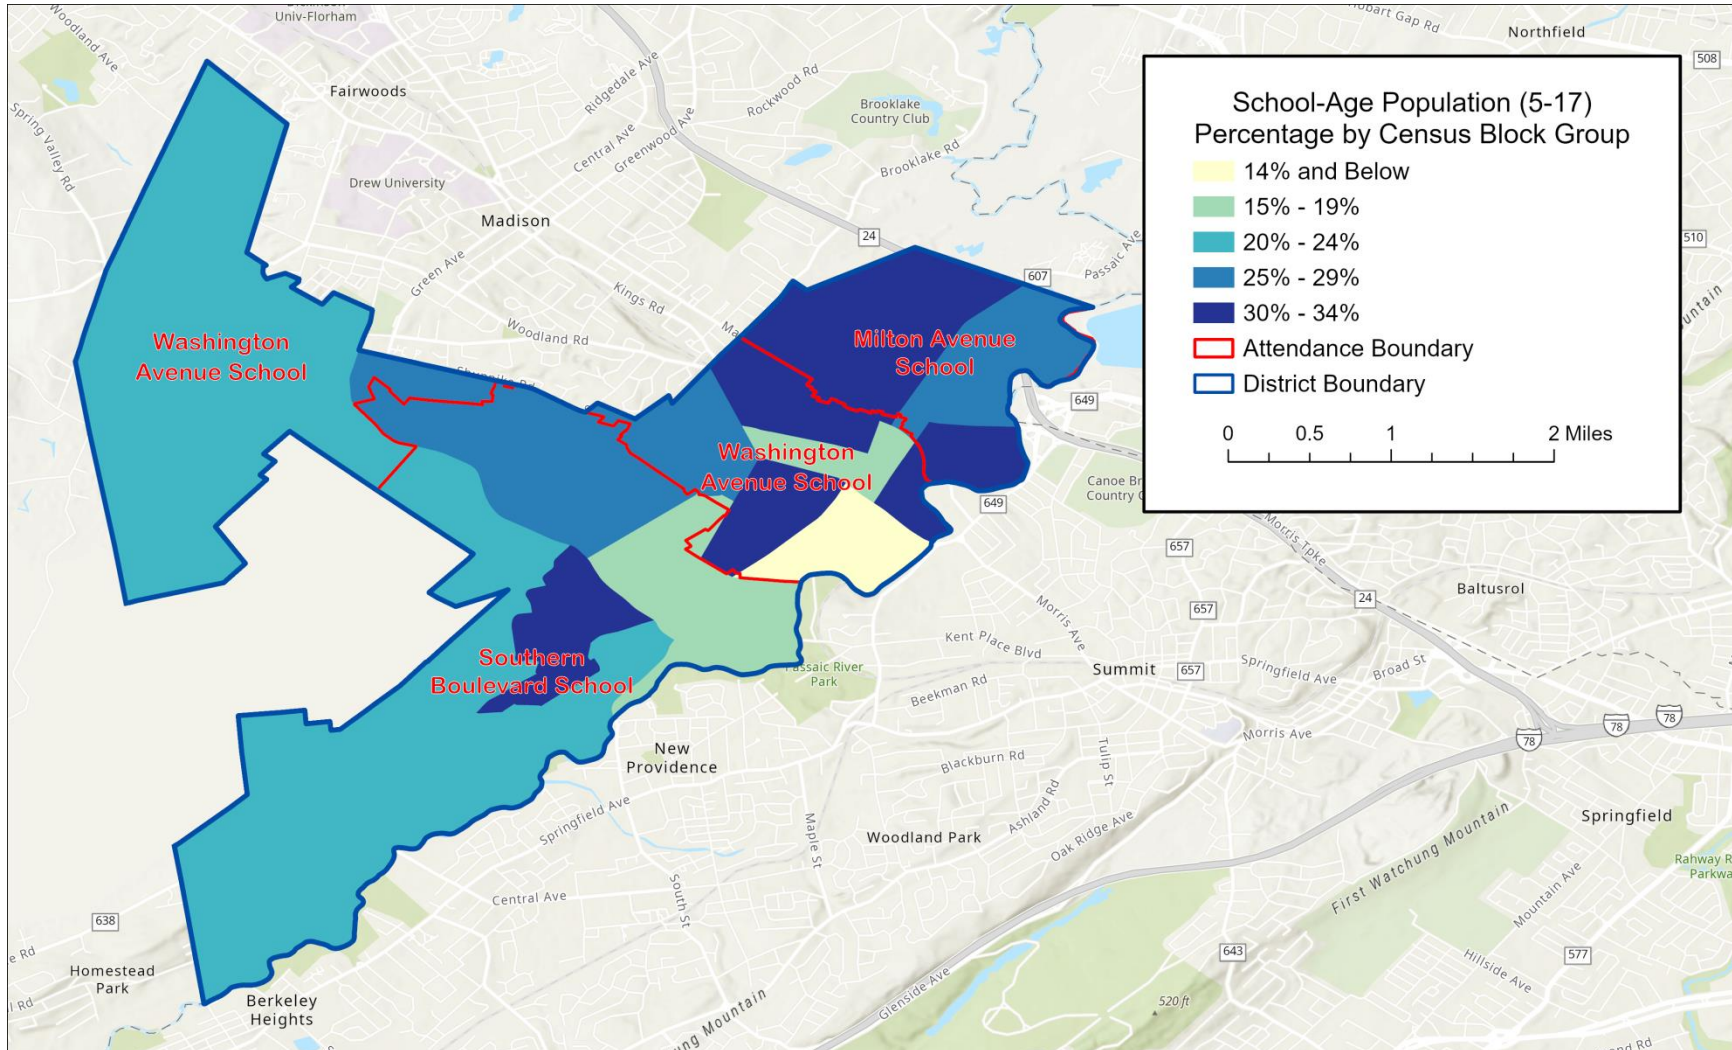 Woodland Ave
Univ-Florham
Hobart Gap Rd
Northfield
508
Fairwoods
Ridgedale Ave
Rockwood Rd
Brooklake
Country Club
Spring Valley Rd
Central Ave
Greenwood Ave
Brooklake Rd
Drew University
Madison
24
Passaic Ave
510
607
Green Ave
Kings Rd
Woodland Rd
Shunpike Rd
Washington
Avenue School
Milton Avenue
School
649
Washington
Avenue School
649
Morris Tpke
657
Baltusrol
24
657
Morris Ave
Kent Place Blvd
Summit
657
Springfield Ave
Broad St
Southern
Boulevard School
Passaic River
Park
Beekman Rd
78
78
78
Morris Ave
New
Providence
Blackburn Rd
Tulip St
Ashland Rd
Springfield Ave
Maple St
Woodland Park
Oak Ridge Ave
Springfield
First Watchung Mountain
Mountain Ave
Central Ave
South St
638
643
577
Hillside Ave
Homestead
Park
Berkeley
Heights
Glenside Ave
520 ft
School-Age Population (5-17)
Percentage by Census Block Group
14% and Below
15% - 19%
20% - 24%
25% - 29%
30% - 34%
Attendance Boundary
District Boundary
0 0.5 1 2 Miles